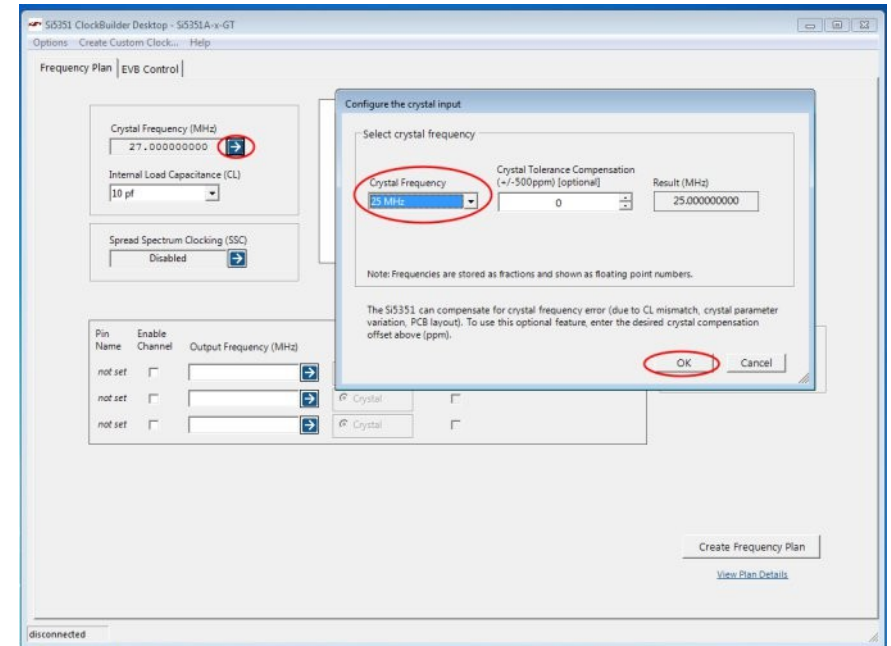 Si5351 ClockBuilder Desktop - Si5351A-x-GT
Options Create Custom Clock... Help
Frequency Plan EVB Control
Crystal Frequency (MHz)
27.000000000
Internal Load Capacitance (CL)
10 pf
Spread Spectrum Clocking (SSC)
Disabled
Configure the crystal input
Select crystal frequency
Crystal Frequency
25 MHz
Crystal Tolerance Compensation
(+/-500ppm) [optional]
0
Result (MHz)
25.000000000
Note: Frequencies are stored as fractions and shown as floating point numbers.
The Si5351 can compensate for crystal frequency error (due to CL mismatch, crystal parameter
variation, PCB layout). To use this optional feature, enter the desired crystal compensation
offset above (ppm).
OK Cancel
Pin
Name
Enable
Channel
Output Frequency (MHz)
not set
not set Crystal
not set Crystal
Create Frequency Plan
View Plan Details
disconnected